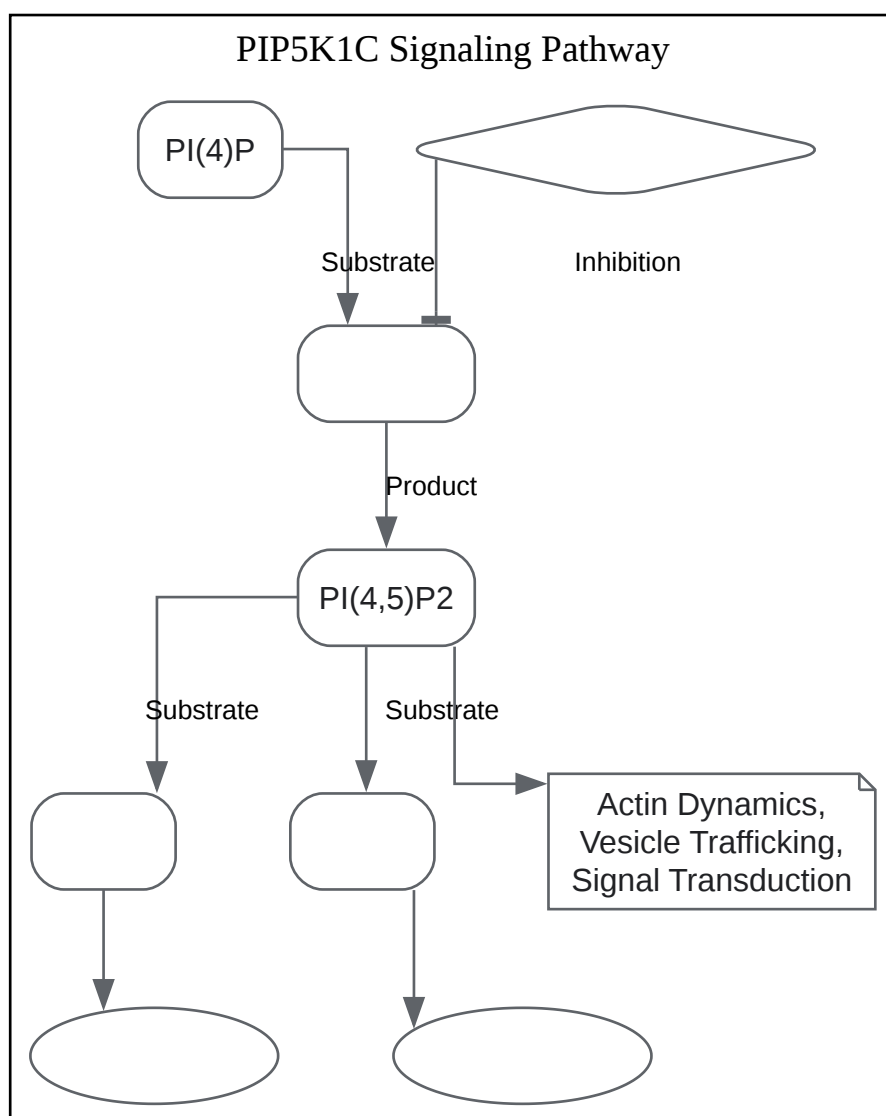 PIP5K1C Signaling Pathway
PI(4)P
Substrate
Inhibition
Product
PI(4,5)P2
Substrate
Substrate
Actin Dynamics,
Vesicle Trafficking,
Signal Transduction